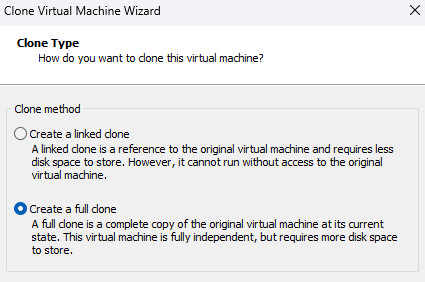 Clone Virtual Machine Wizard
Clone Type
How do you want to clone this virtual machine?
Clone method
Create a linked clone
A linked clone is a reference to the original virtual machine and requires less
disk space to store. However, it cannot run without access to the original
virtual machine.
Create a full clone
A full clone is a complete copy of the original virtual machine at its current
state. This virtual machine is fully independent, but requires more disk space
to store.